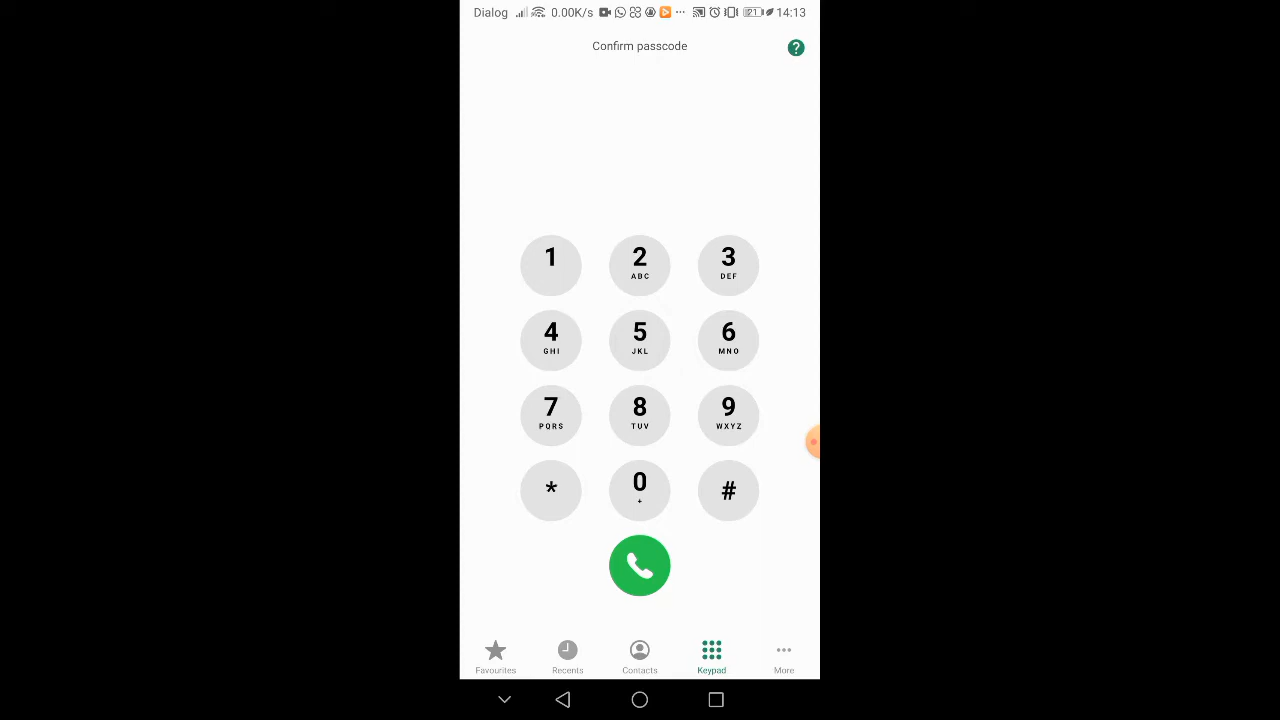 Dialog 0.00K/s 21 14:13
Confirm passcode
?
1 2 3
ABC DEF
4 5 6
GHI JKL MNO
7 8 9
PQRS TUV WXYZ
* 0 #
+
Favourites Recents Contacts Keypad More